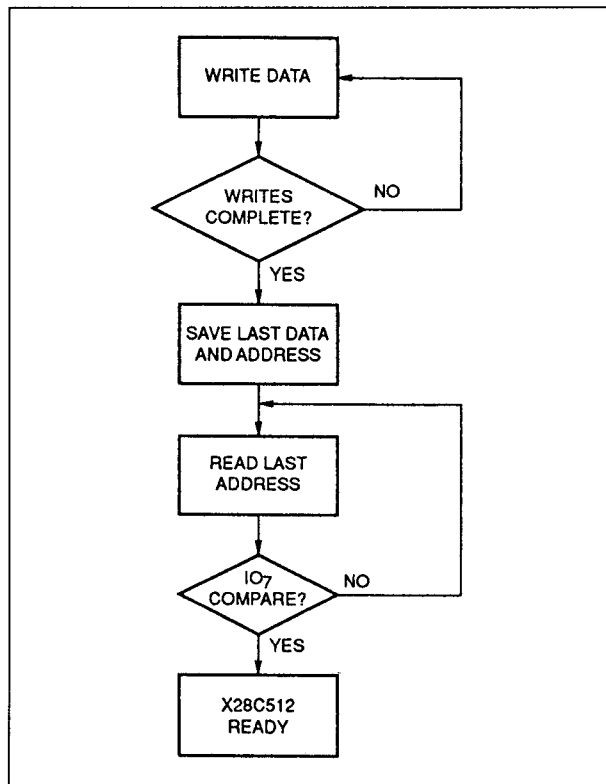 WRITE DATA
WRITES
COMPLETE?
NO
YES
SAVE LAST DATA
AND ADDRESS
READ LAST
ADDRESS
IO7
COMPARE?
NO
YES
X28C512
READY